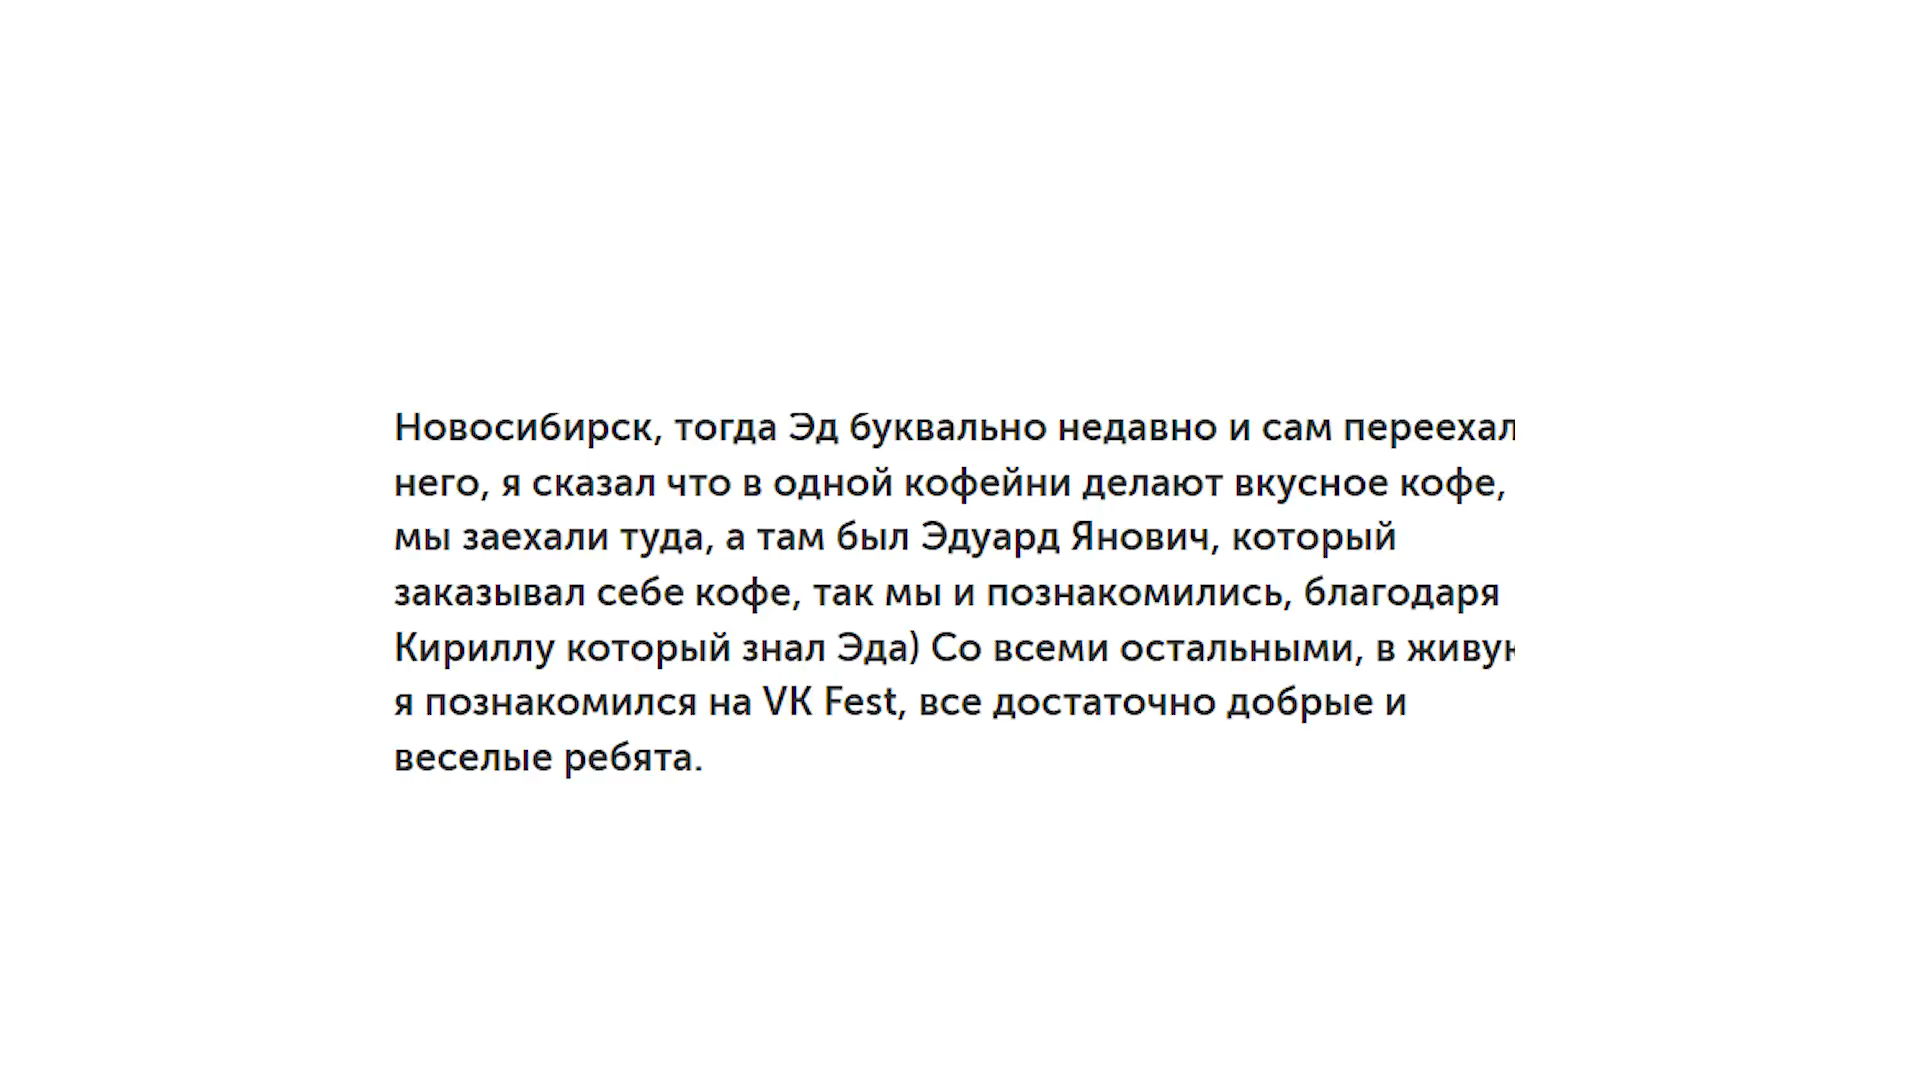 Новосибирск, тогда Эд буквально недавно и сам переехал
него, я сказал что в одной кофейни делают вкусное кофе,
мы заехали туда, а там был Эдуард Янович, который
заказывал себе кофе, так мы и познакомились, благодаря
Кириллу который знал Эда) Со всеми остальными, в живую
я познакомился на VK Fest, все достаточно добрые и
веселые ребята.